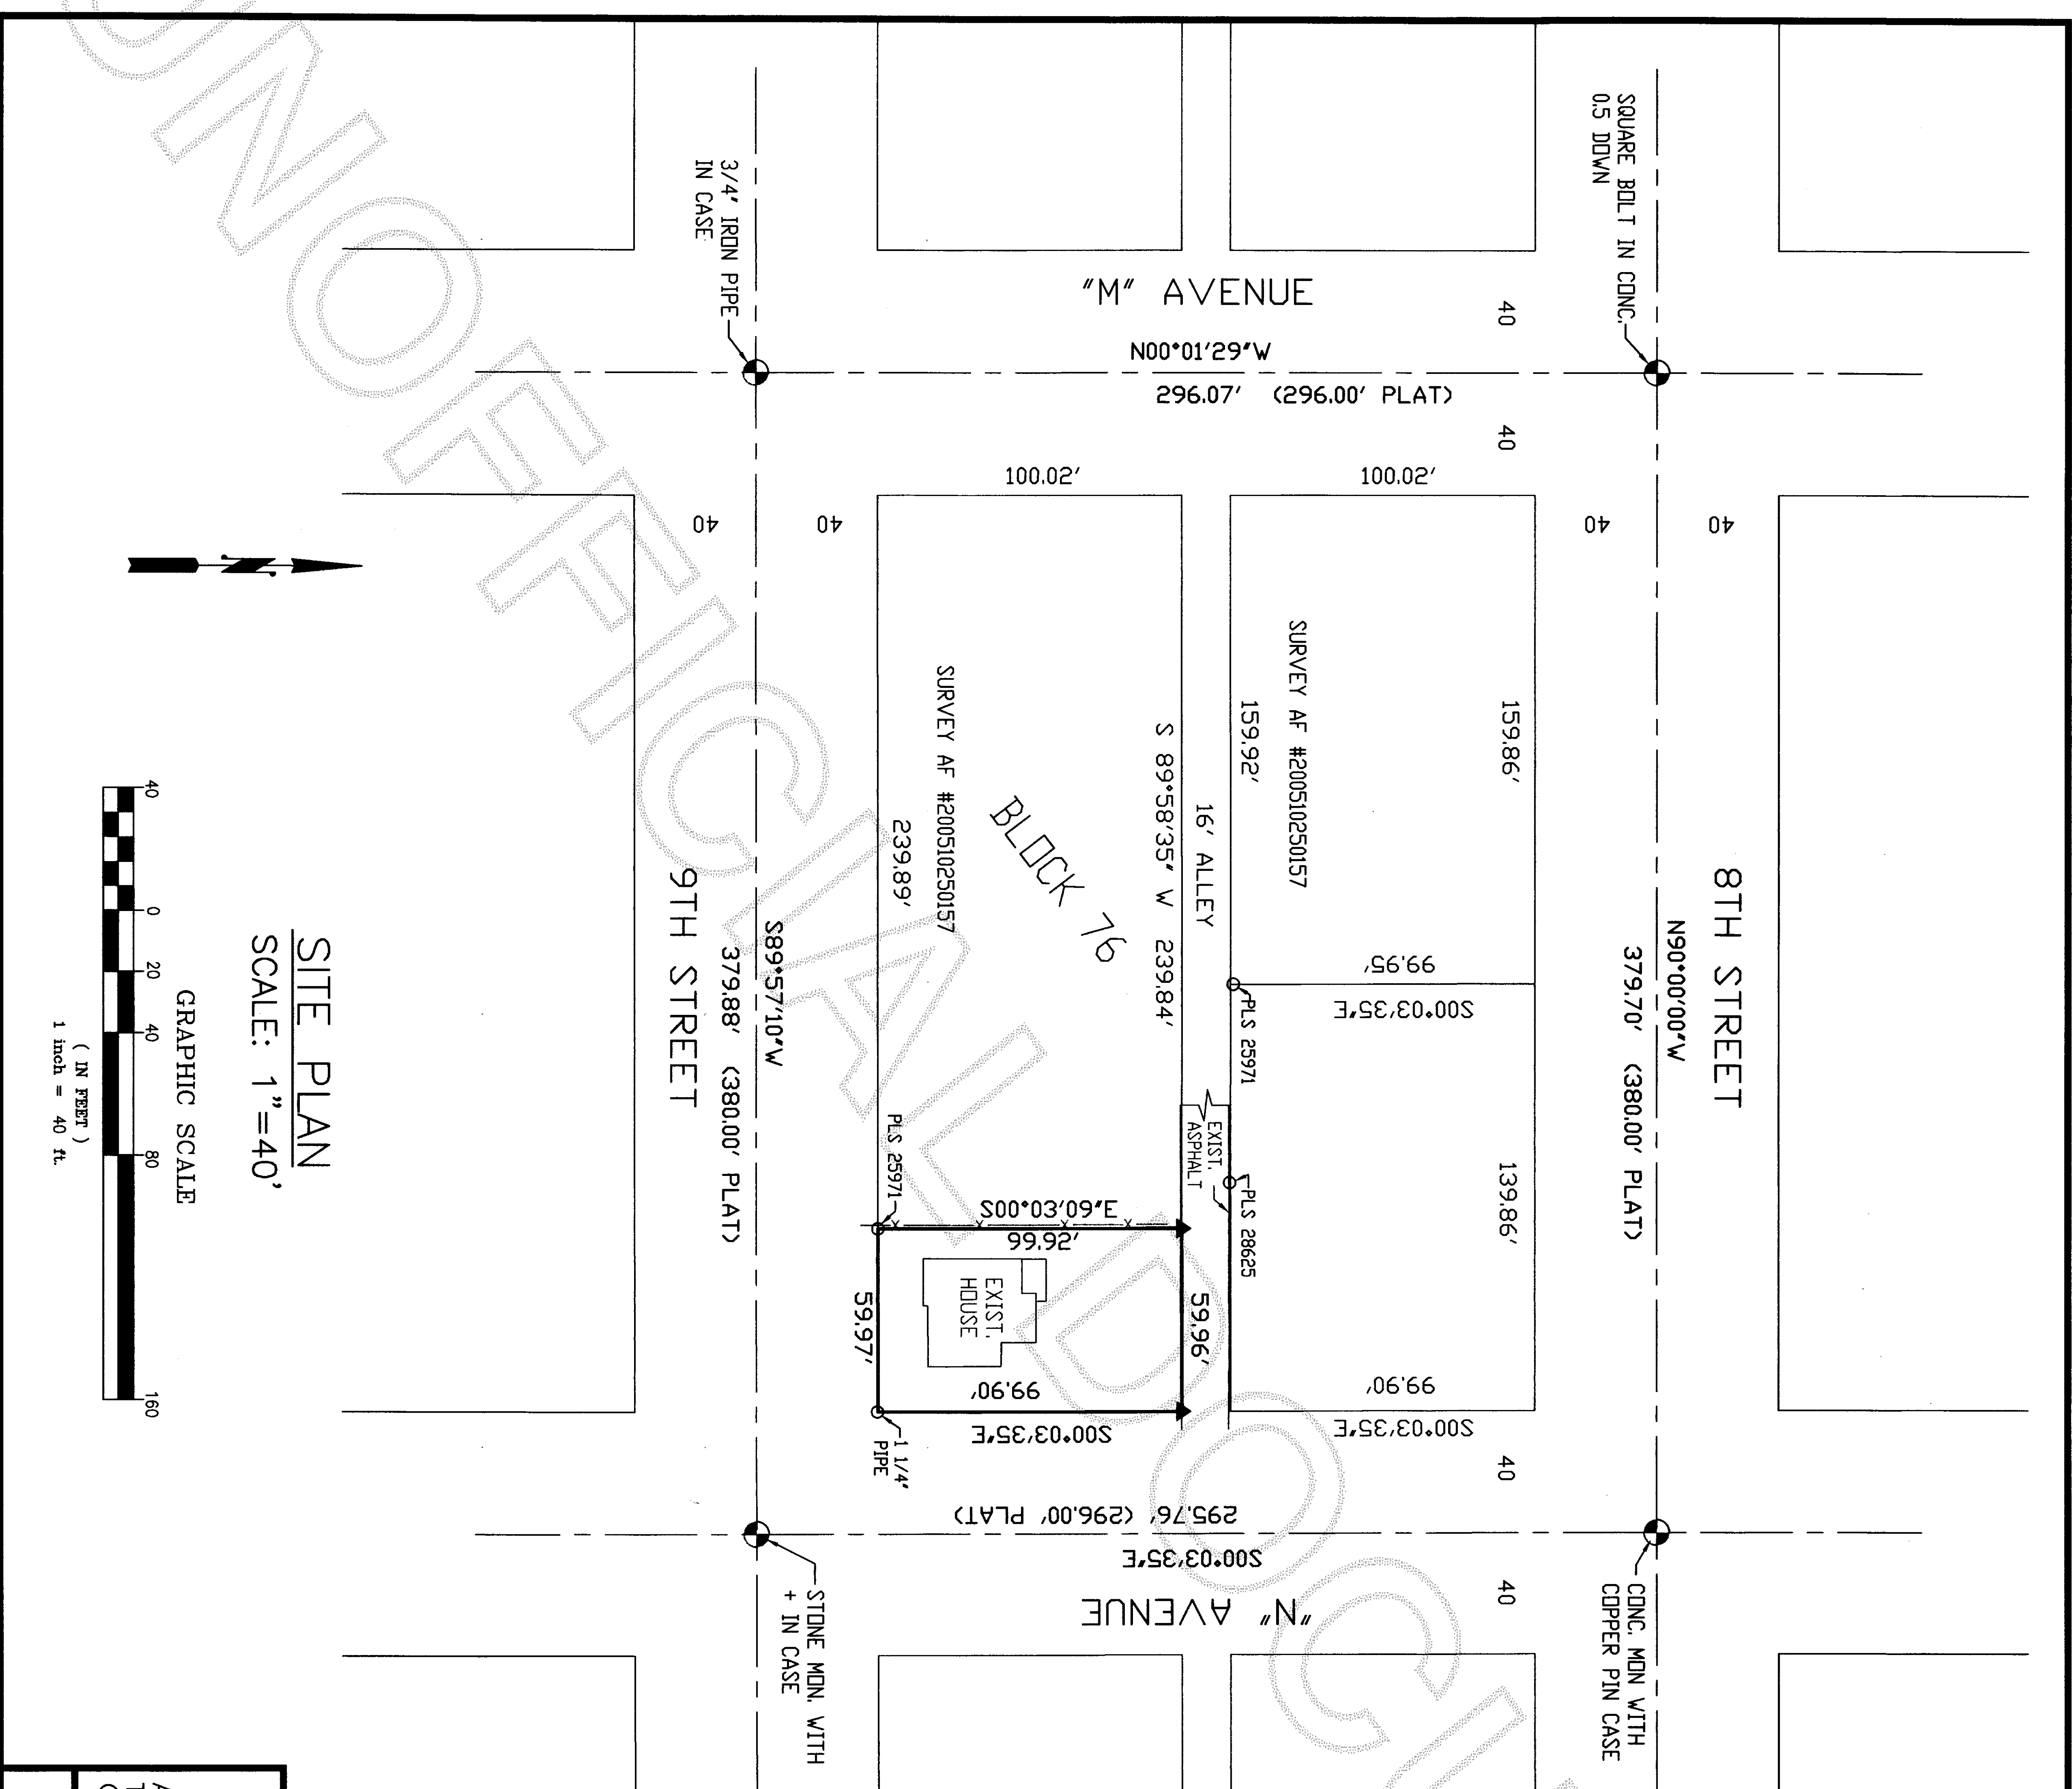 SQUARE BOLT IN CONC.
0.5 DOWN
3/4" IRON PIPE
IN CASE
"M" AVENUE
N00°01'29"W
296.07' (296.00' PLAT)
40
40
100.02'
100.02'
40
40
40
40
8TH STREET
N90°00'00"W
379.70' (380.00' PLAT)
159.86'
139.86'
SURVEY AF #200510250157
159.92'
99.95'
S00°03'35"E
PLS 25971
PLS 28625
99.90'
S00°03'35"E
16' ALLEY
EXIST.
ASPHALT
S 89°58'35" W 239.84'
BLOCK 76
SURVEY AF #200510250157
239.89'
PLS 25971
S00°03'09"E
99.92'
EXIST.
HOUSE
59.96'
59.97'
99.90'
S00°03'35"E
1 1/4"
PIPE
S89°57'10"W
379.88' (380.00' PLAT)
9TH STREET
40
40
295.76' (296.00' PLAT)
S00°03'35"E
"N" AVENUE
CONC. MON WITH
COPPER PIN CASE
STONE MON. WITH
+ IN CASE
N
SITE PLAN
SCALE: 1"=40'
GRAPHIC SCALE
40 0 20 40 80 160
( IN FEET )
1 inch = 40 ft.
UNOFFICIAL DOC